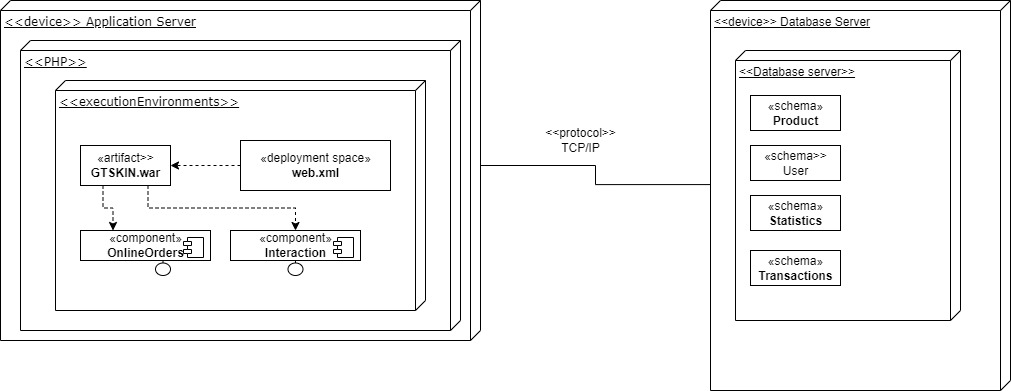 <<device>> Application Server
<<PHP>>
<<executionEnvironments>>
«artifact>>
GTSKIN.war
«deployment space»
web.xml
«component»
OnlineOrders
«component»
Interaction
<<protocol>>
TCP/IP
<<device>> Database Server
<<Database server>>
«schema»
Product
«schema>>
User
«schema»
Statistics
«schema»
Transactions